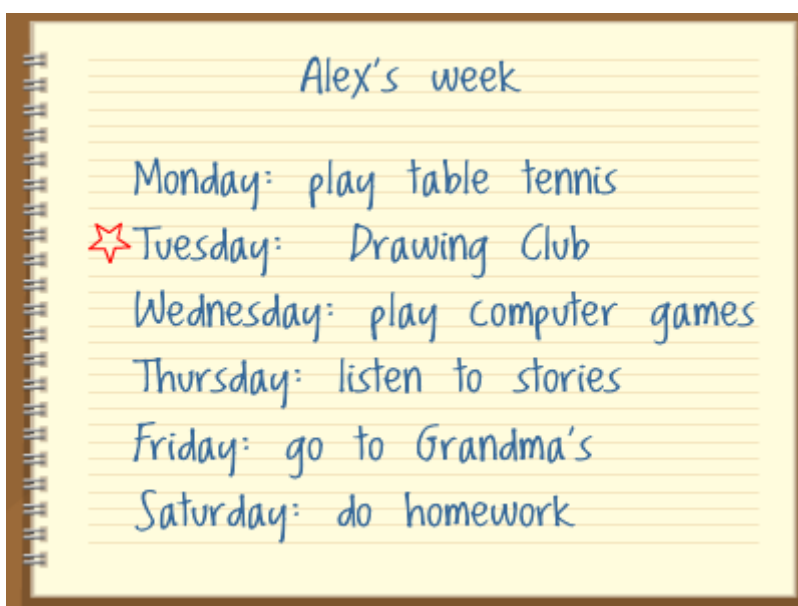 Alex's week
Monday: play table tennis
Tuesday: Drawing Club
Wednesday: play computer games
Thursday: listen to stories
Friday: go to Grandma's
Saturday: do homework